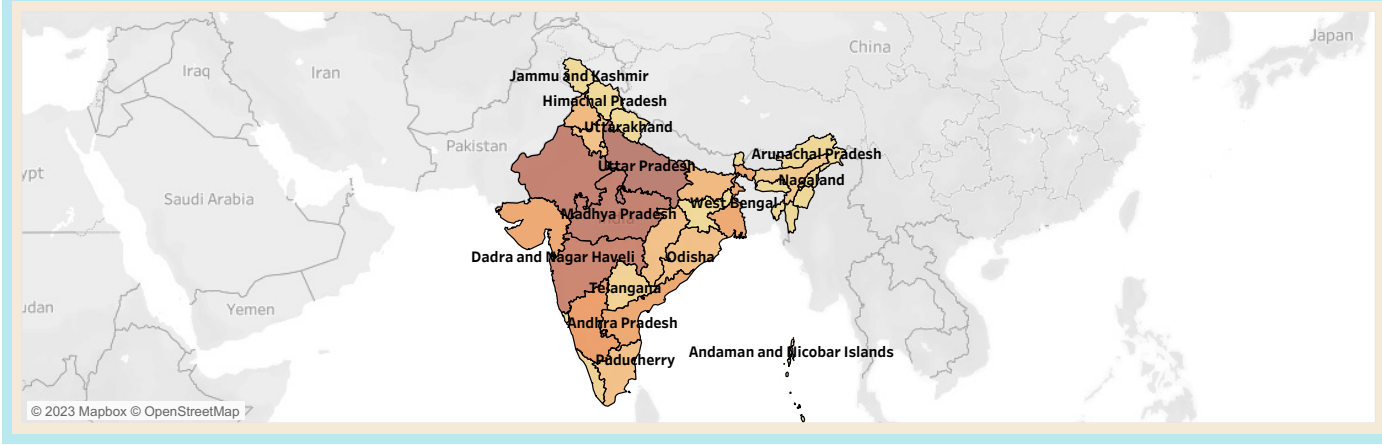 Japan
China
Iraq
Iran
Jammu and Kashmir
Himachal Pradesh
Uttarakhand
Pakistan
Arunachal Pradesh
Uttar Pradesh
ypt
Nagaland
Saudi Arabia
West Bengal
Madhya Pradesh
Dadra and Nagar Haveli
Odisha
Telangana
udan
Yemen
Andhra Pradesh
Andaman and Nicobar Islands
Puducherry
© 2023 Mapbox © OpenStreetMap